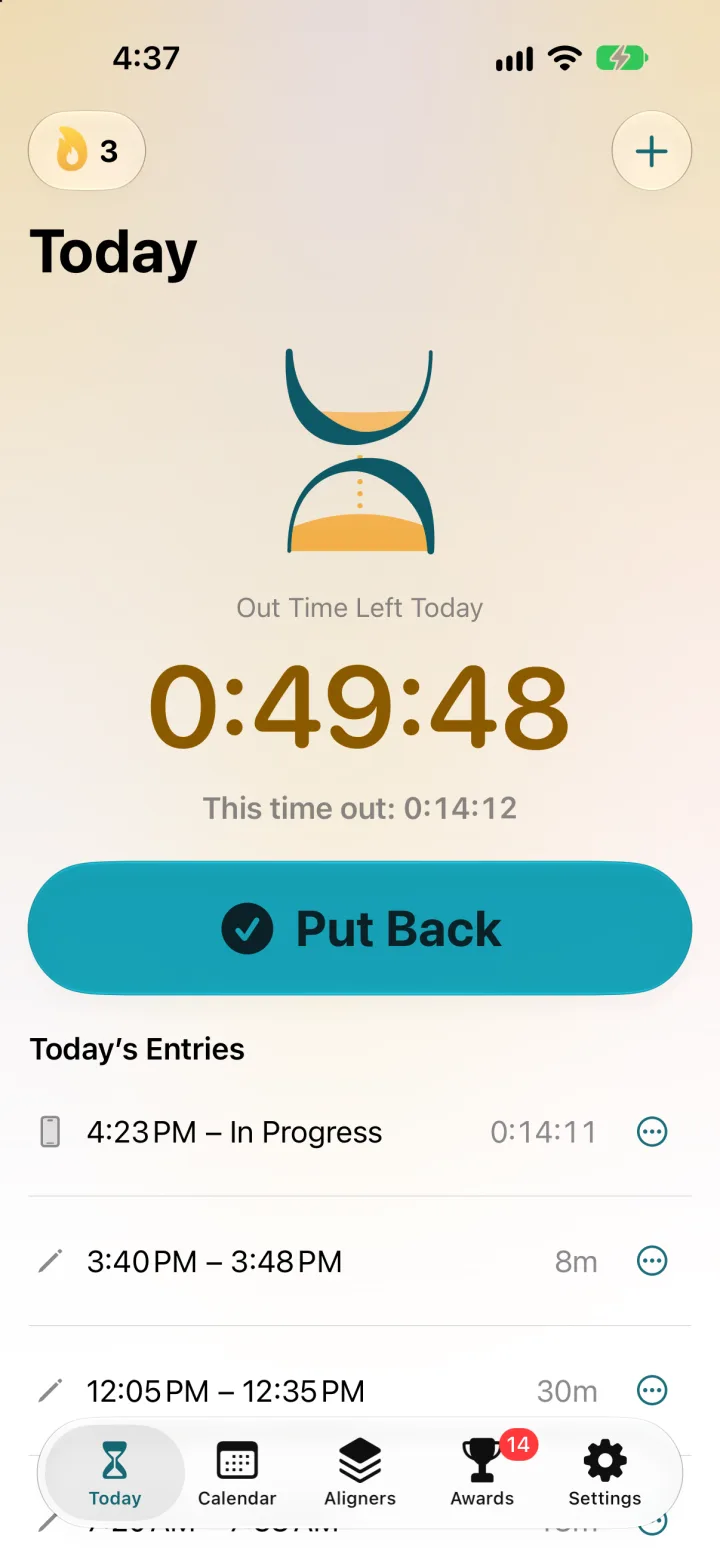 4:37
3
Today
Out Time Left Today
0:49:48
This time out: 0:14:12
Put Back
Today's Entries
4:23 PM – In Progress 0:14:11
3:40 PM – 3:48 PM 8m
12:05 PM – 12:35 PM 30m
14
Today Calendar Aligners Awards Settings